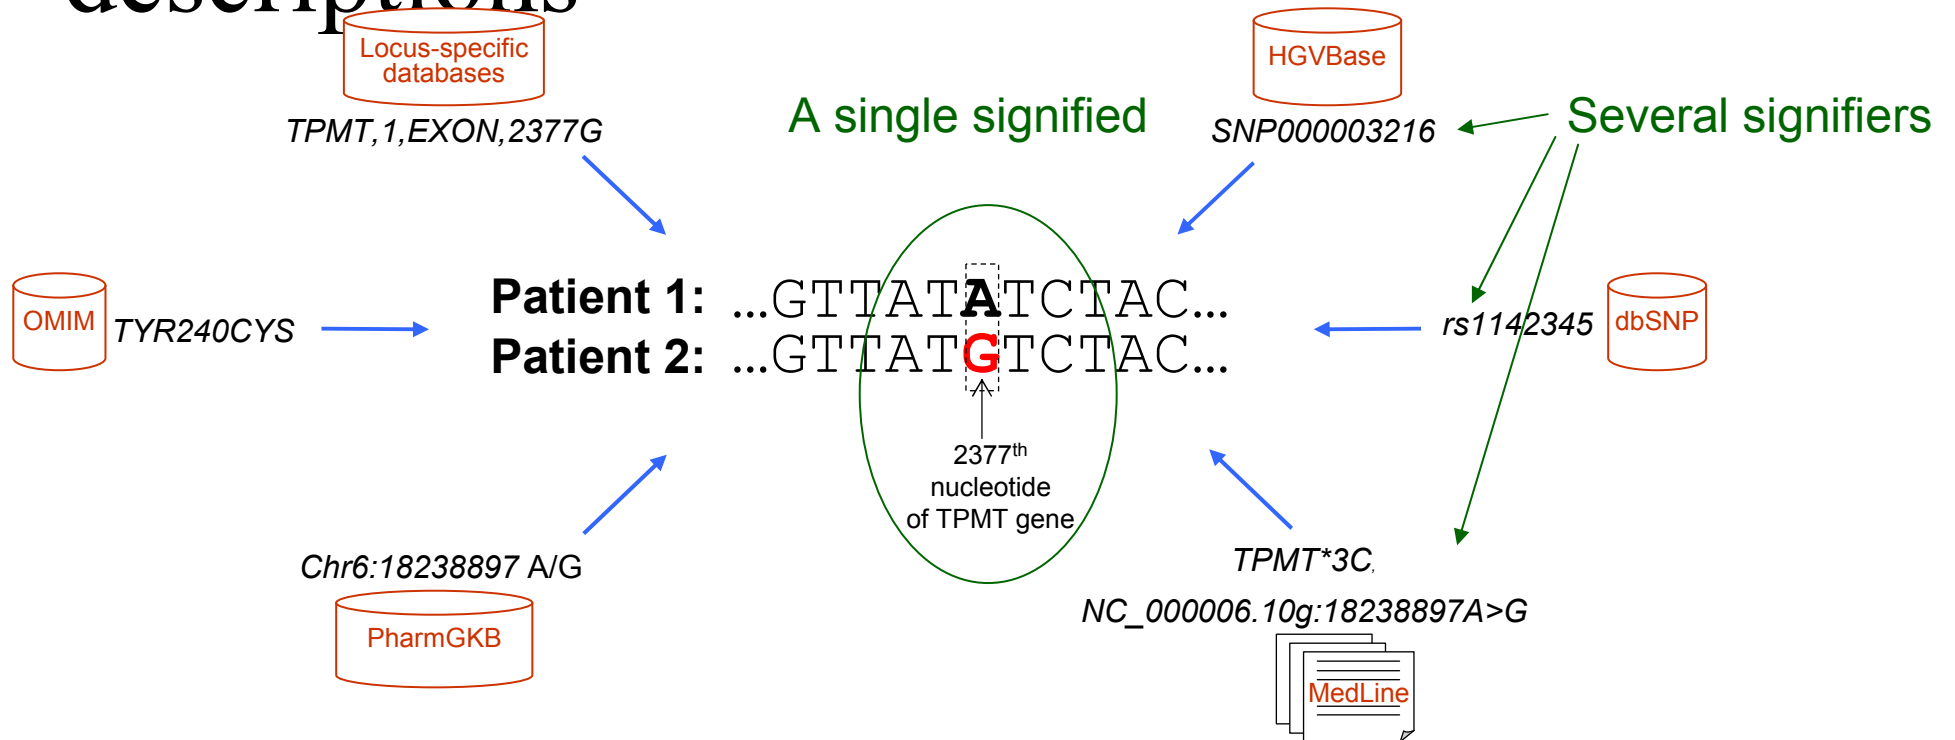 descriptions
Locus-specific
databases
HGVBase
TPMT,1,EXON,2377G
A single signified
SNP000003216
Several signifiers
OMIM
TYR240CYS
Patient 1: ...GTTATATCTAC...
Patient 2: ...GTTATGTCTAC...
rs1142345
dbSNP
2377th
nucleotide
of TPMT gene
Chr6:18238897 A/G
PharmGKB
TPMT*3C,
NC_000006.10g:18238897A>G
MedLine